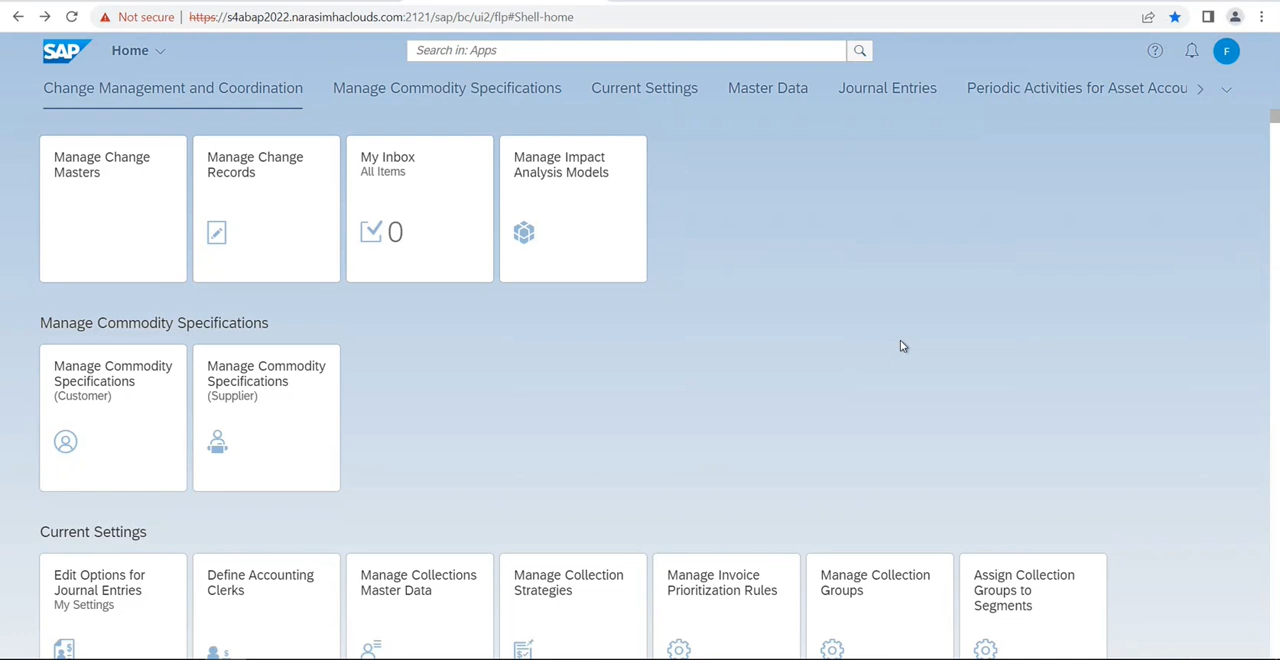 Not secure | https://s4abap2022.narasimhaclouds.com:2121/sap/bc/ui2/flp#Shell-home
SAP Home Search in: Apps F
Change Management and Coordination Manage Commodity Specifications Current Settings Master Data Journal Entries Periodic Activities for Asset Accou
Manage Change
Masters
Manage Change
Records
My Inbox
All Items
0
Manage Impact
Analysis Models
Manage Commodity Specifications
Manage Commodity
Specifications
(Customer)
Manage Commodity
Specifications
(Supplier)
Current Settings
Edit Options for
Journal Entries
My Settings
Define Accounting
Clerks
Manage Collections
Master Data
Manage Collection
Strategies
Manage Invoice
Prioritization Rules
Manage Collection
Groups
Assign Collection
Groups to
Segments